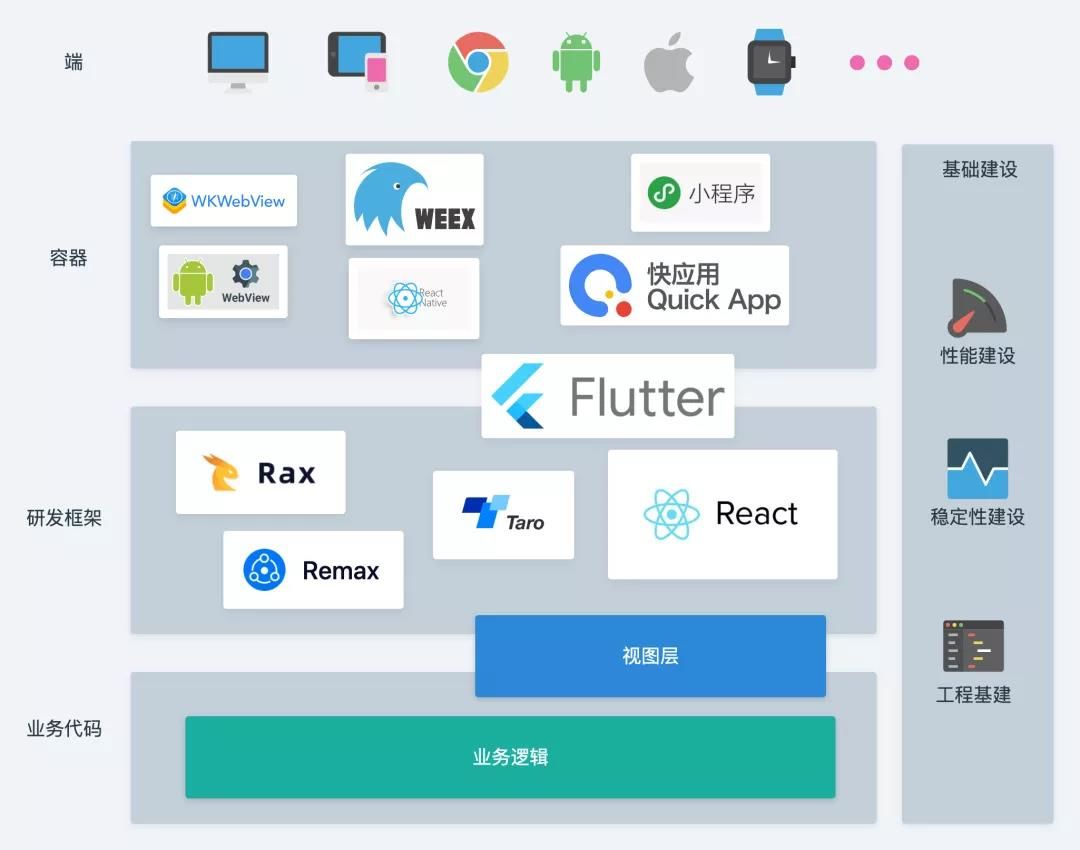 端
容器
WKWebView
WEEX
小程序
WebView
React
Native
快应用
Quick App
Flutter
研发框架
Rax
Taro
React
Remax
视图层
业务代码
业务逻辑
基础建设
性能建设
稳定性建设
工程基建